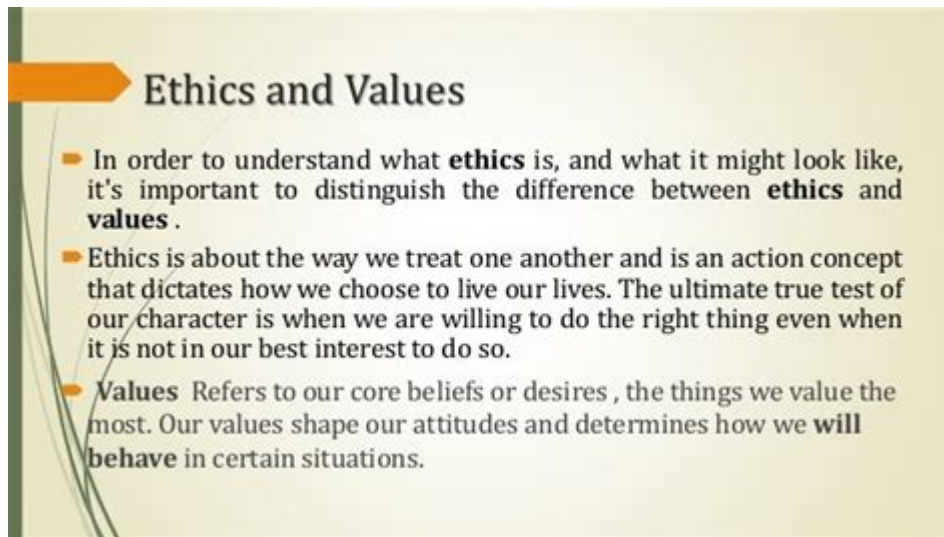 Ethics and Values
In order to understand what ethics is, and what it might look like,
it's important to distinguish the difference between ethics and
values .
Ethics is about the way we treat one another and is an action concept
that dictates how we choose to live our lives. The ultimate true test of
our character is when we are willing to do the right thing even when
it is not in our best interest to do so.
Values Refers to our core beliefs or desires , the things we value the
most. Our values shape our attitudes and determines how we will
behave in certain situations.